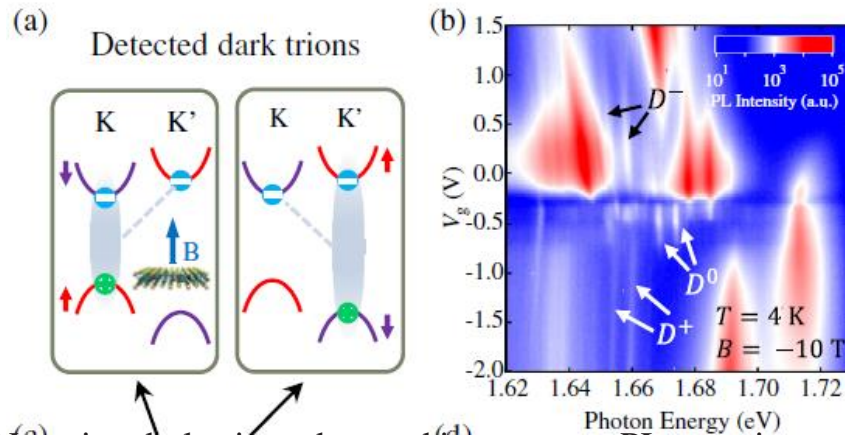 (a)
Detected dark trions
K K'
K K'
B
(b)
1.5
1.0
0.5
0.0
-0.5
-1.0
-1.5
-2.0
V_g (V)
10^1 10^3 10^5
PL Intensity (a.u.)
D^-
D^0
D^+
T = 4 K
B = −10 T
1.62 1.64 1.66 1.68 1.70 1.72
Photon Energy (eV)
(d)